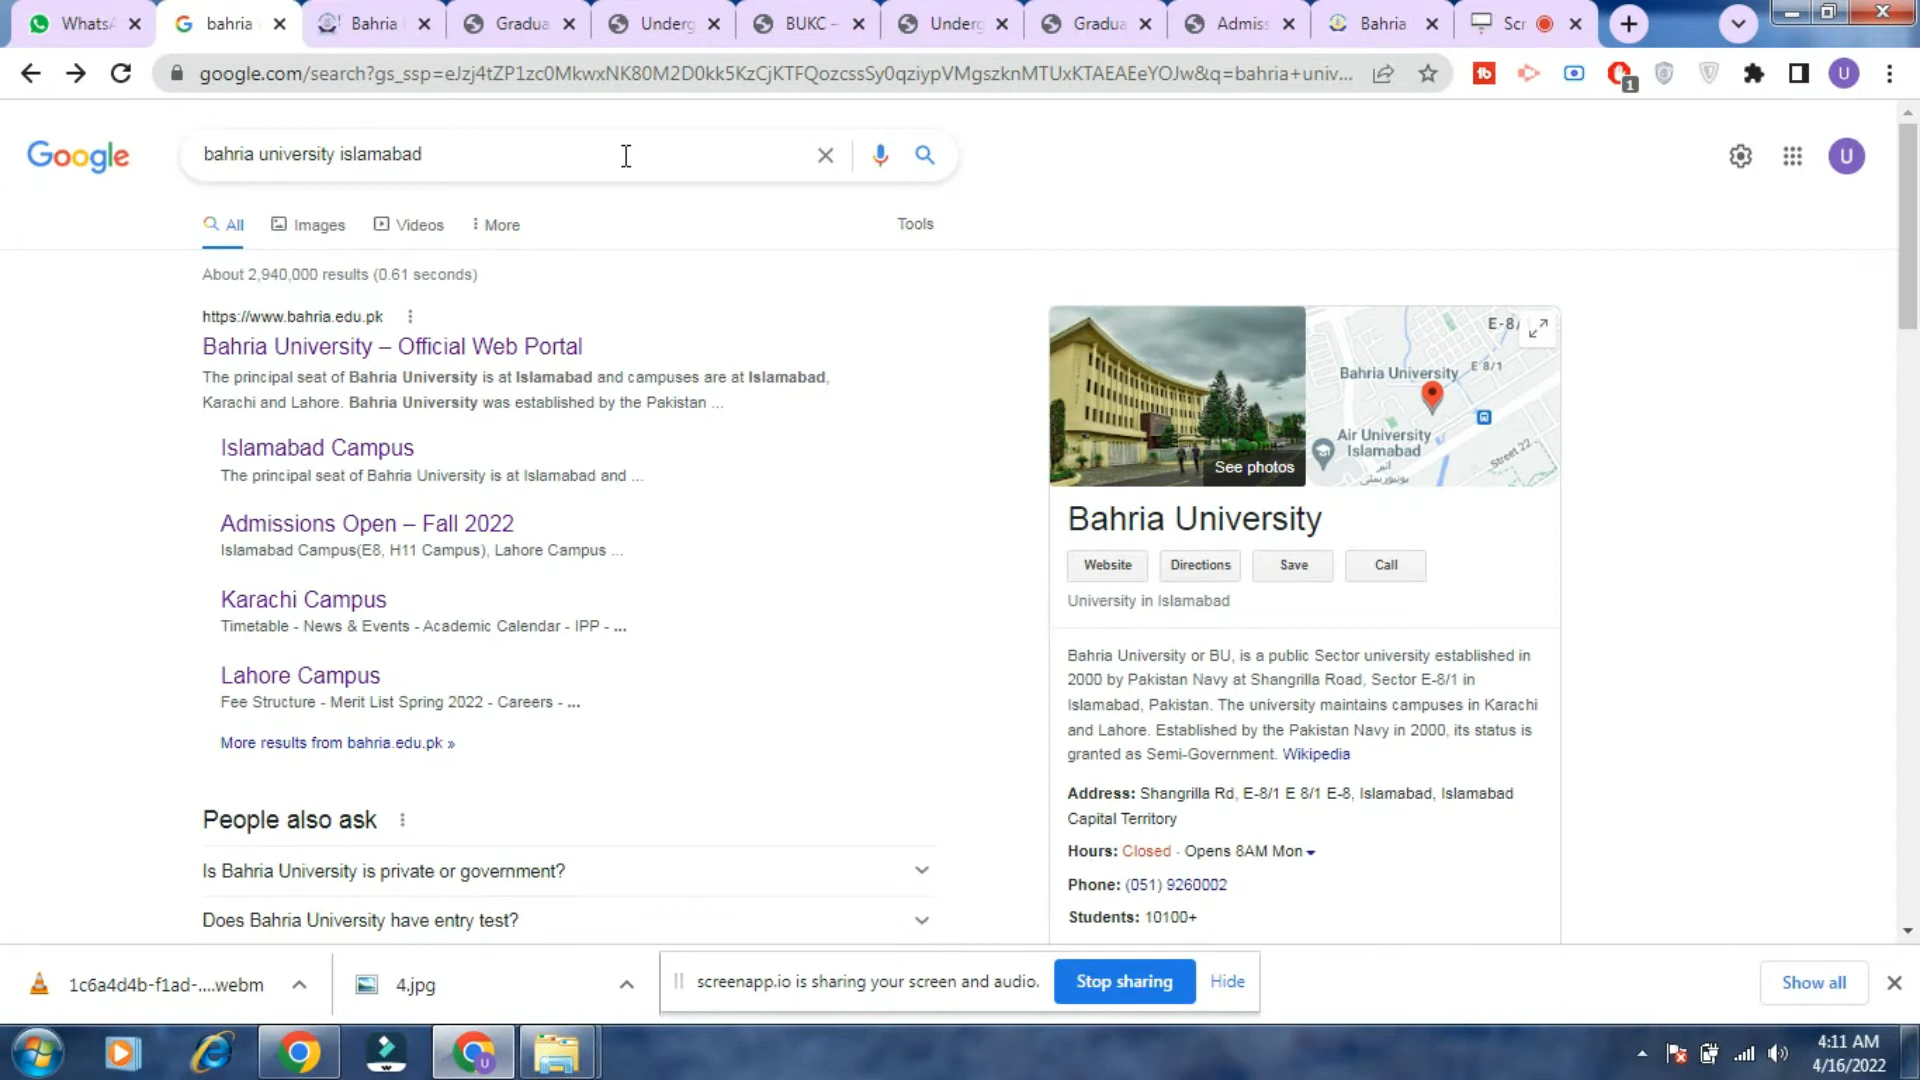 Whats/
bahria
Bahria
Gradua
Underg
BUKC –
Underg
Gradua
Admiss
Bahria
Scr
google.com/search?gs_ssp=eJzj4tZP1zc0MkwxNK80M2D0kk5KzCjKTFQozcssSy0qziypVMgszknMTUxKTAEAEeYOJw&q=bahria+univ...
1
U
Google
bahria university islamabad
U
All
Images
Videos
More
Tools
About 2,940,000 results (0.61 seconds)
https://www.bahria.edu.pk
Bahria University – Official Web Portal
The principal seat of Bahria University is at Islamabad and campuses are at Islamabad,
Karachi and Lahore. Bahria University was established by the Pakistan ...
Islamabad Campus
The principal seat of Bahria University is at Islamabad and ...
Admissions Open – Fall 2022
Islamabad Campus(E8, H11 Campus), Lahore Campus ...
Karachi Campus
Timetable - News & Events - Academic Calendar - IPP - ...
Lahore Campus
Fee Structure - Merit List Spring 2022 - Careers - ...
More results from bahria.edu.pk »
People also ask
Is Bahria University is private or government?
Does Bahria University have entry test?
See photos
E-8/
E 8/1
Bahria University
Air University
Islamabad
Street 22
Bahria University
Website
Directions
Save
Call
University in Islamabad
Bahria University or BU, is a public Sector university established in
2000 by Pakistan Navy at Shangrilla Road, Sector E-8/1 in
Islamabad, Pakistan. The university maintains campuses in Karachi
and Lahore. Established by the Pakistan Navy in 2000, its status is
granted as Semi-Government. Wikipedia
Address: Shangrilla Rd, E-8/1 E 8/1 E-8, Islamabad, Islamabad
Capital Territory
Hours: Closed · Opens 8AM Mon
Phone: (051) 9260002
Students: 10100+
1c6a4d4b-f1ad-....webm
4.jpg
screenapp.io is sharing your screen and audio.
Stop sharing
Hide
Show all
4:11 AM
4/16/2022